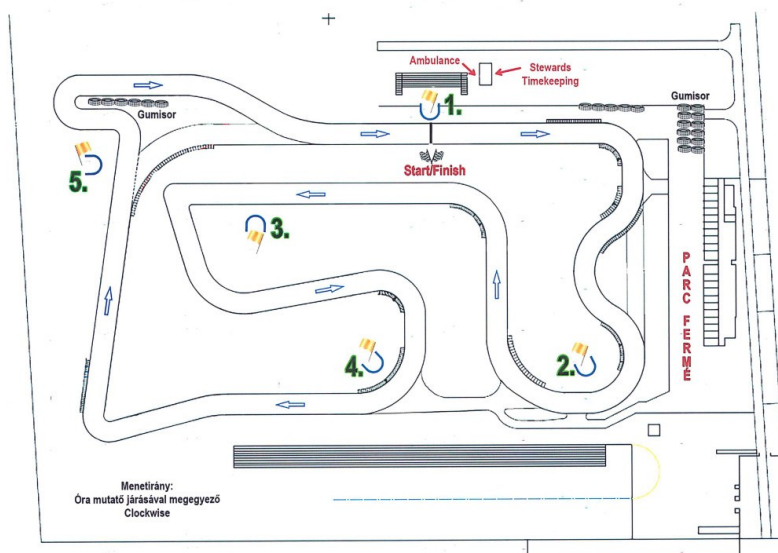 Ambulance
Stewards
Timekeeping
Gumisor
Gumisor
1.
Start/Finish
5.
3.
PARC FERMÉ
4.
2.
Menetirány:
Óra mutató járásával megegyező
Clockwise